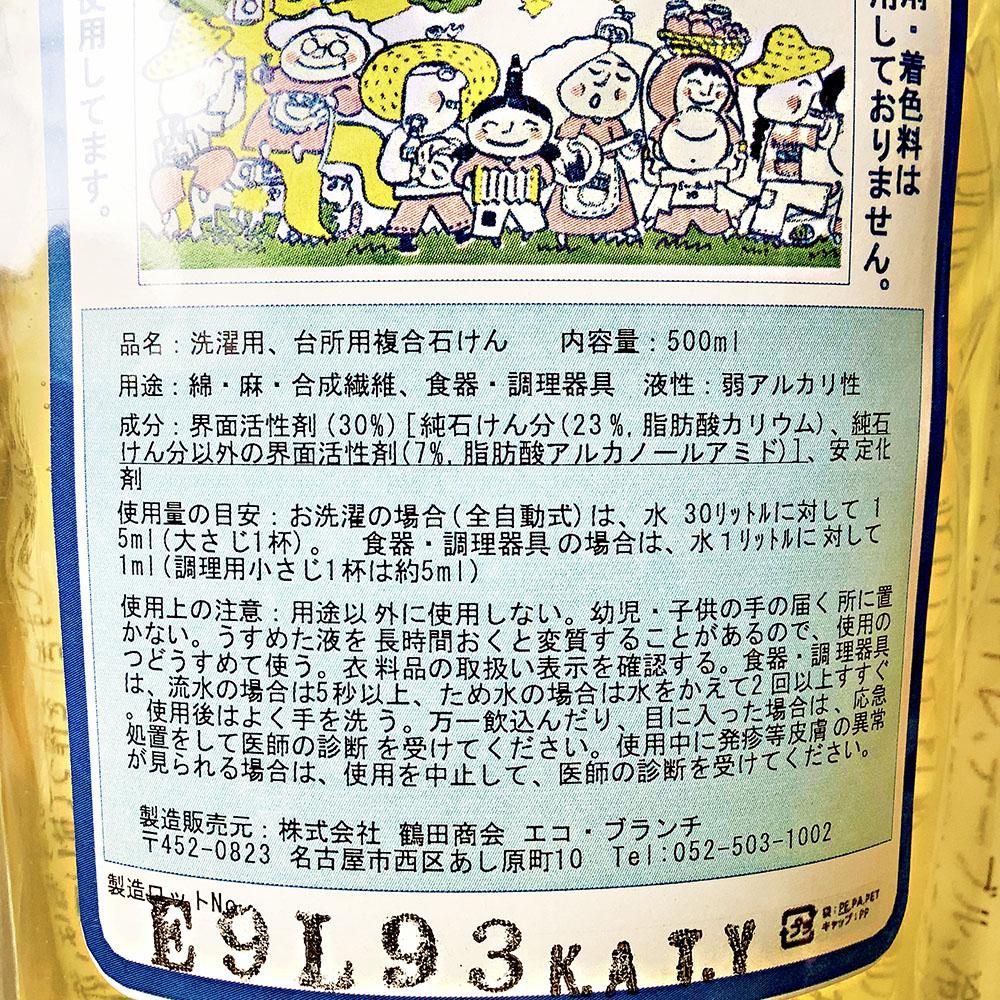 用・着色料は
用しておりません。
使用してます。
品名：洗濯用、台所用複合石けん　内容量：500ml
用途：綿・麻・合成繊維、食器・調理器具　液性：弱アルカリ性
成分：界面活性剤(30%)[純石けん分(23%,脂肪酸カリウム)、純石
けん分以外の界面活性剤(7%,脂肪酸アルカノールアミド)]、安定化
剤
使用量の目安：お洗濯の場合(全自動式)は、水 30リットルに対して 1
5ml(大さじ1杯)。　食器・調理器具の場合は、水1リットルに対して
1ml(調理用小さじ1杯は約5ml)
使用上の注意：用途以外に使用しない。幼児・子供の手の届く所に置
かない。うすめた液を長時間おくと変質することがあるので、使用の
つどうすめて使う。衣料品の取扱い表示を確認する。食器・調理器具
は、流水の場合は5秒以上、ため水の場合は水をかえて2回以上すすぐ
。使用後はよく手を洗う。万一飲込んだり、目に入った場合は、応急
処置をして医師の診断を受けてください。使用中に発疹等皮膚の異常
が見られる場合は、使用を中止して、医師の診断を受けてください。
製造販売元：株式会社 鶴田商会 エコ・ブランチ
〒452-0823 名古屋市西区あし原町10　Tel:052-503-1002
製造ロットNo.
E9L93KATY
袋:PE,PA,PET
キャップ:PP